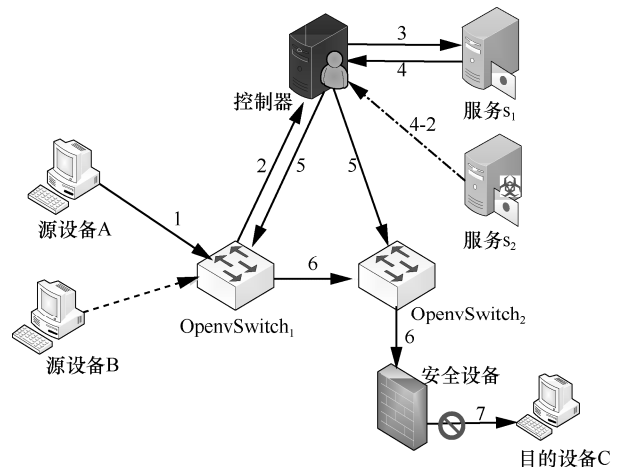 3
4
控制器
服务s1
4-2
2
5
5
源设备A
1
服务s2
6
OpenvSwitch1
OpenvSwitch2
源设备B
6
安全设备
7
目的设备C